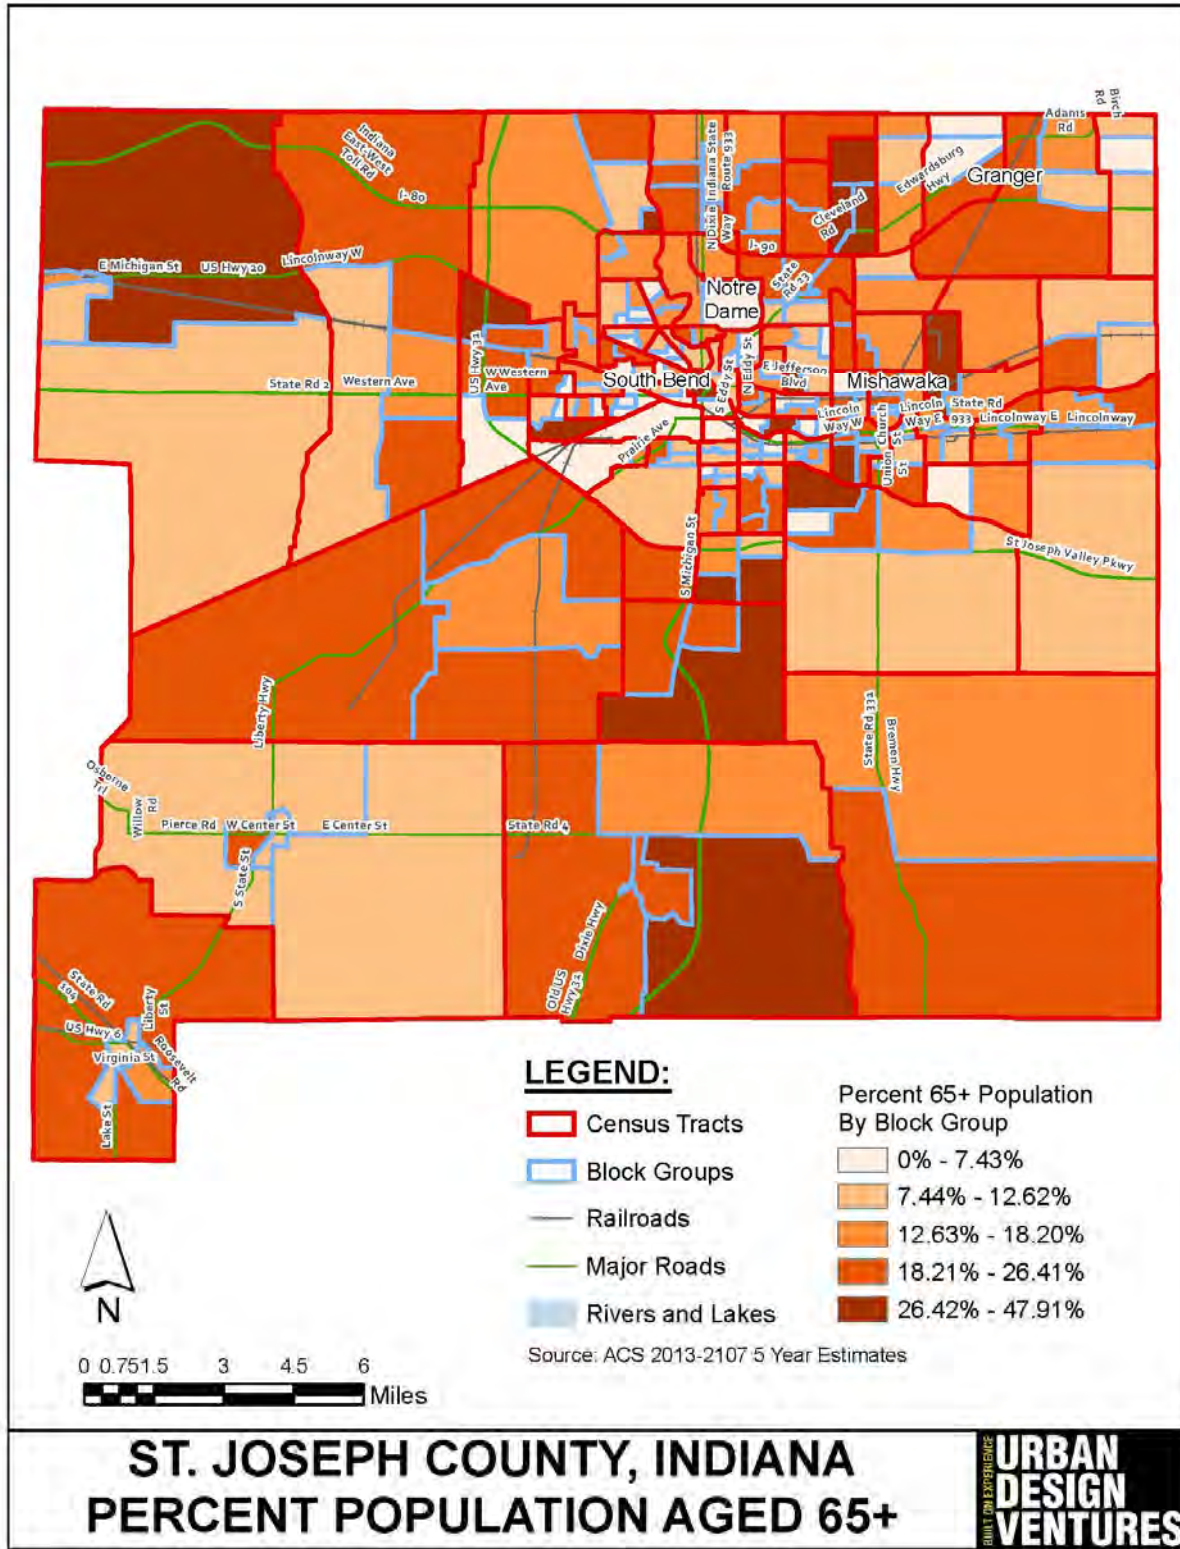 Birch
Rd
Adams
Rd
Indiana
East-West
Toll Rd
I-80
N Dixie
Way
Indiana State
Route 933
Edwardsburg
Hwy
Granger
Cleveland
Rd
I-90
E Michigan St
US Hwy 20
Lincolnway W
State
Rd 23
Notre
Dame
US Hwy 31
W Western
Ave
South Bend
S Eddy St
N Eddy St
E Jefferson
Blvd
Mishawaka
State Rd 2
Western Ave
Lincoln
Way W
Union
Church
St
St
Lincoln
Way E
State Rd
933
Lincolnway E
Lincolnway
Prairie Ave
S Michigan St
St Joseph Valley Pkwy
Liberty Hwy
State Rd 331
Bremen Hwy
Osborne
Trl
Willow
Rd
Pierce Rd
W Center St
E Center St
State Rd 4
S State St
Old US
Hwy 31
Dixie Hwy
State Rd
104
Liberty
St
US Hwy 6
Virginia St
Roosevelt
Rd
Lake St
LEGEND:
Census Tracts
Block Groups
Railroads
Major Roads
Rivers and Lakes
Percent 65+ Population
By Block Group
0% - 7.43%
7.44% - 12.62%
12.63% - 18.20%
18.21% - 26.41%
26.42% - 47.91%
Source: ACS 2013-2107 5 Year Estimates
N
0 0.75 1.5 3 4.5 6
Miles
ST. JOSEPH COUNTY, INDIANA
PERCENT POPULATION AGED 65+
BUILT ON EXPERIENCE
URBAN
DESIGN
VENTURES